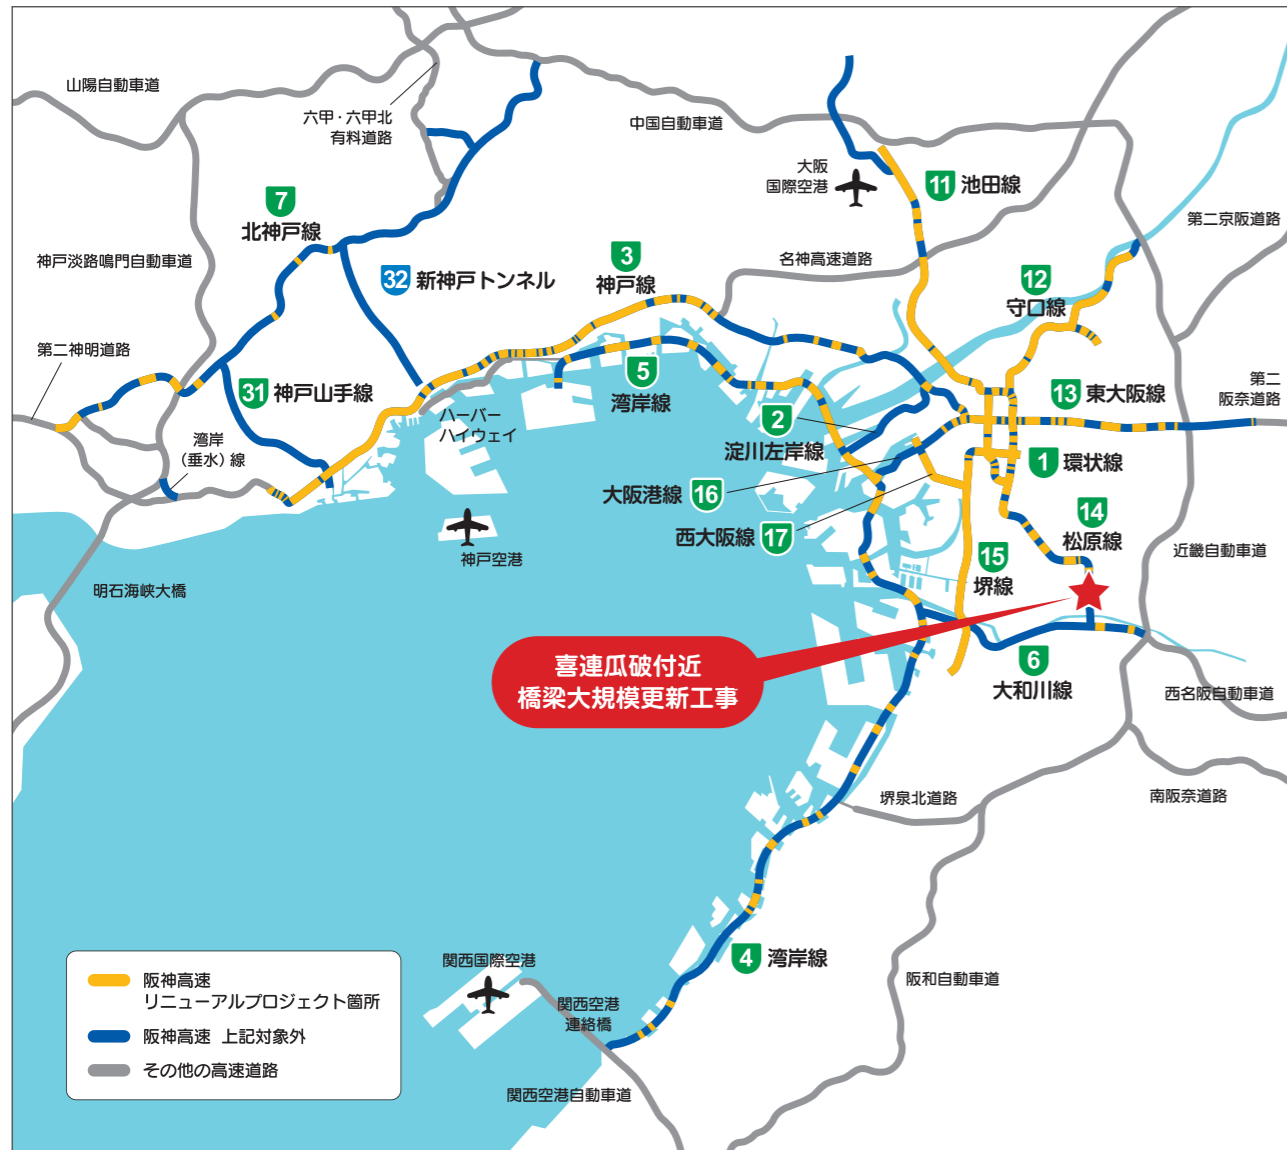 山陽自動車道
六甲・六甲北
有料道路
中国自動車道
大阪
国際空港
11 池田線
7
北神戸線
第二京阪道路
神戸淡路鳴門自動車道
32 新神戸トンネル
3
神戸線
名神高速道路
12
守口線
第二神明道路
31 神戸山手線
5
湾岸線
13 東大阪線
第二
阪奈道路
ハーバー
ハイウェイ
2
淀川左岸線
湾岸
(垂水)線
1 環状線
大阪港線 16
14
松原線
西大阪線 17
神戸空港
15
堺線
近畿自動車道
明石海峡大橋
喜連瓜破付近
橋梁大規模更新工事
6
大和川線
西名阪自動車道
堺泉北道路
南阪奈道路
4 湾岸線
関西国際空港
関西空港
連絡橋
阪和自動車道
関西空港自動車道
阪神高速
リニューアルプロジェクト箇所
阪神高速 上記対象外
その他の高速道路